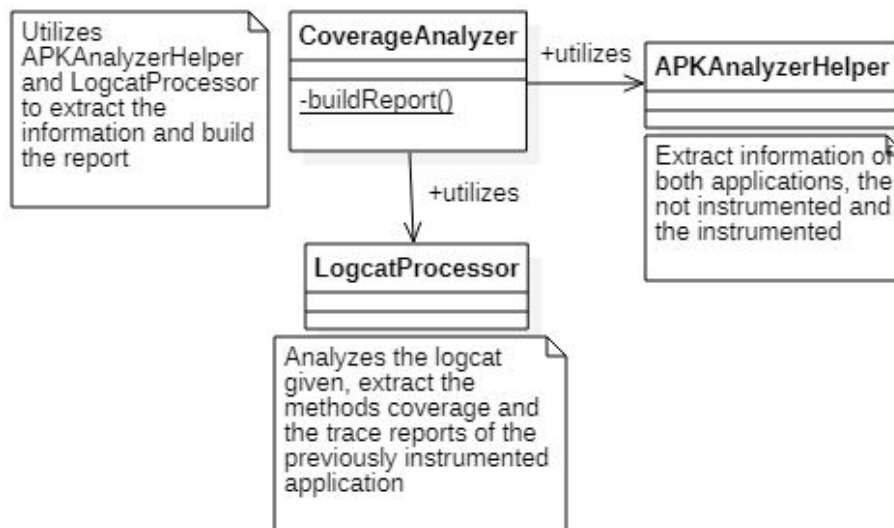 Utilizes
APKAnalyzerHelper
and LogcatProcessor
to extract the
information and build
the report
CoverageAnalyzer
-buildReport()
+utilizes
APKAnalyzerHelper
Extract information of
both applications, the
not instrumented and
the instrumented
+utilizes
LogcatProcessor
Analyzes the logcat
given, extract the
methods coverage and
the trace reports of the
previously instrumented
application